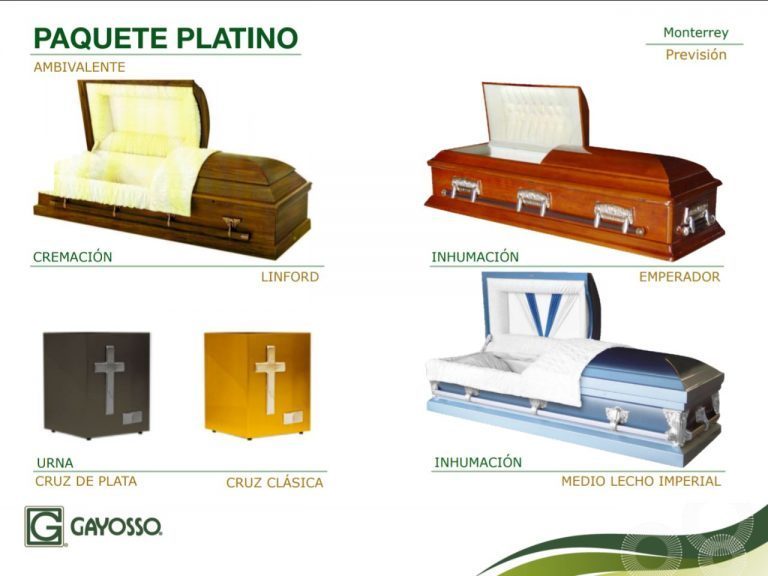 PAQUETE PLATINO
AMBIVALENTE
Monterrey
Previsión
CREMACIÓN
LINFORD
INHUMACIÓN
EMPERADOR
URNA
CRUZ DE PLATA
CRUZ CLÁSICA
INHUMACIÓN
MEDIO LECHO IMPERIAL
G GAYOSSO®